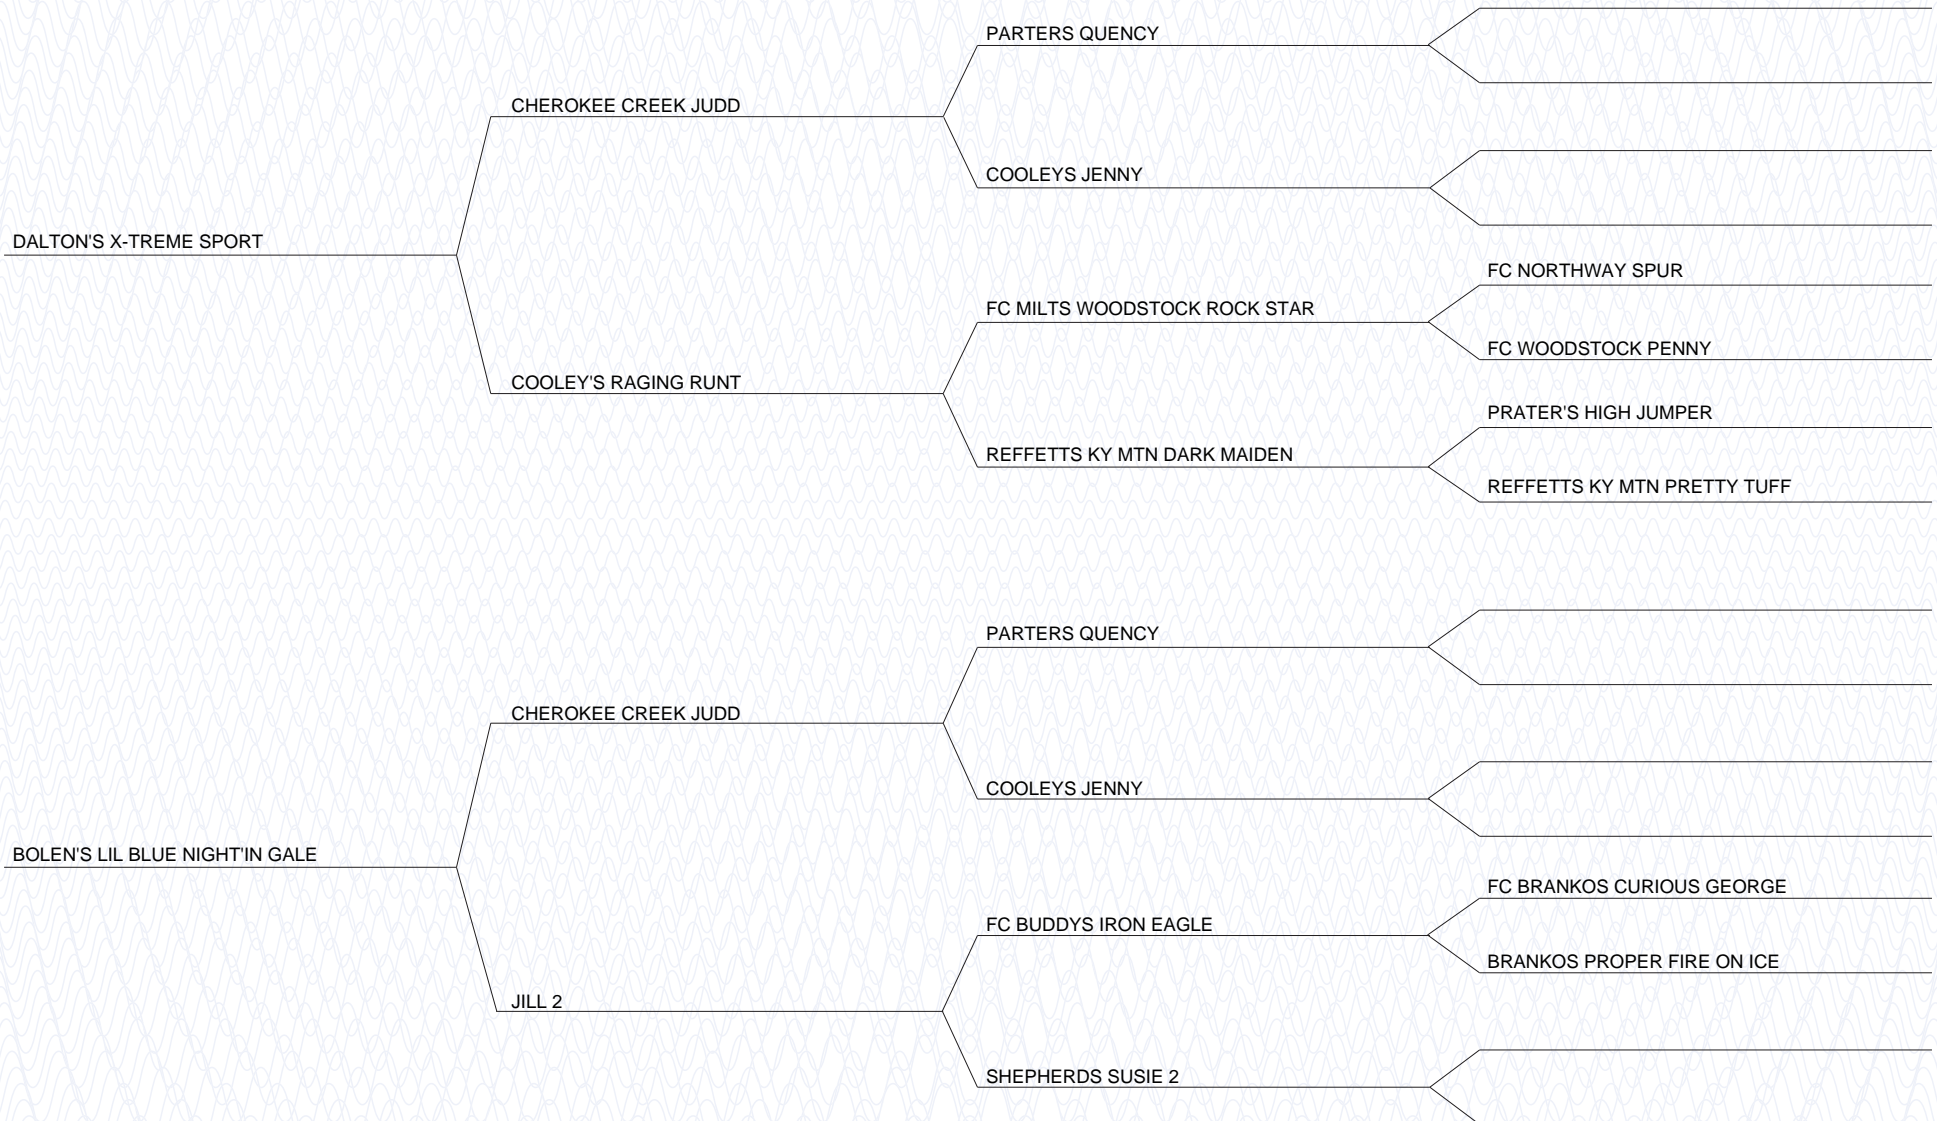 PARTERS QUENCY
CHEROKEE CREEK JUDD
COOLEYS JENNY
DALTON'S X-TREME SPORT
FC NORTHWAY SPUR
FC MILTS WOODSTOCK ROCK STAR
FC WOODSTOCK PENNY
COOLEY'S RAGING RUNT
PRATER'S HIGH JUMPER
REFFETTS KY MTN DARK MAIDEN
REFFETTS KY MTN PRETTY TUFF
PARTERS QUENCY
CHEROKEE CREEK JUDD
COOLEYS JENNY
BOLEN'S LIL BLUE NIGHT'IN GALE
FC BRANKOS CURIOUS GEORGE
FC BUDDYS IRON EAGLE
BRANKOS PROPER FIRE ON ICE
JILL 2
SHEPHERDS SUSIE 2